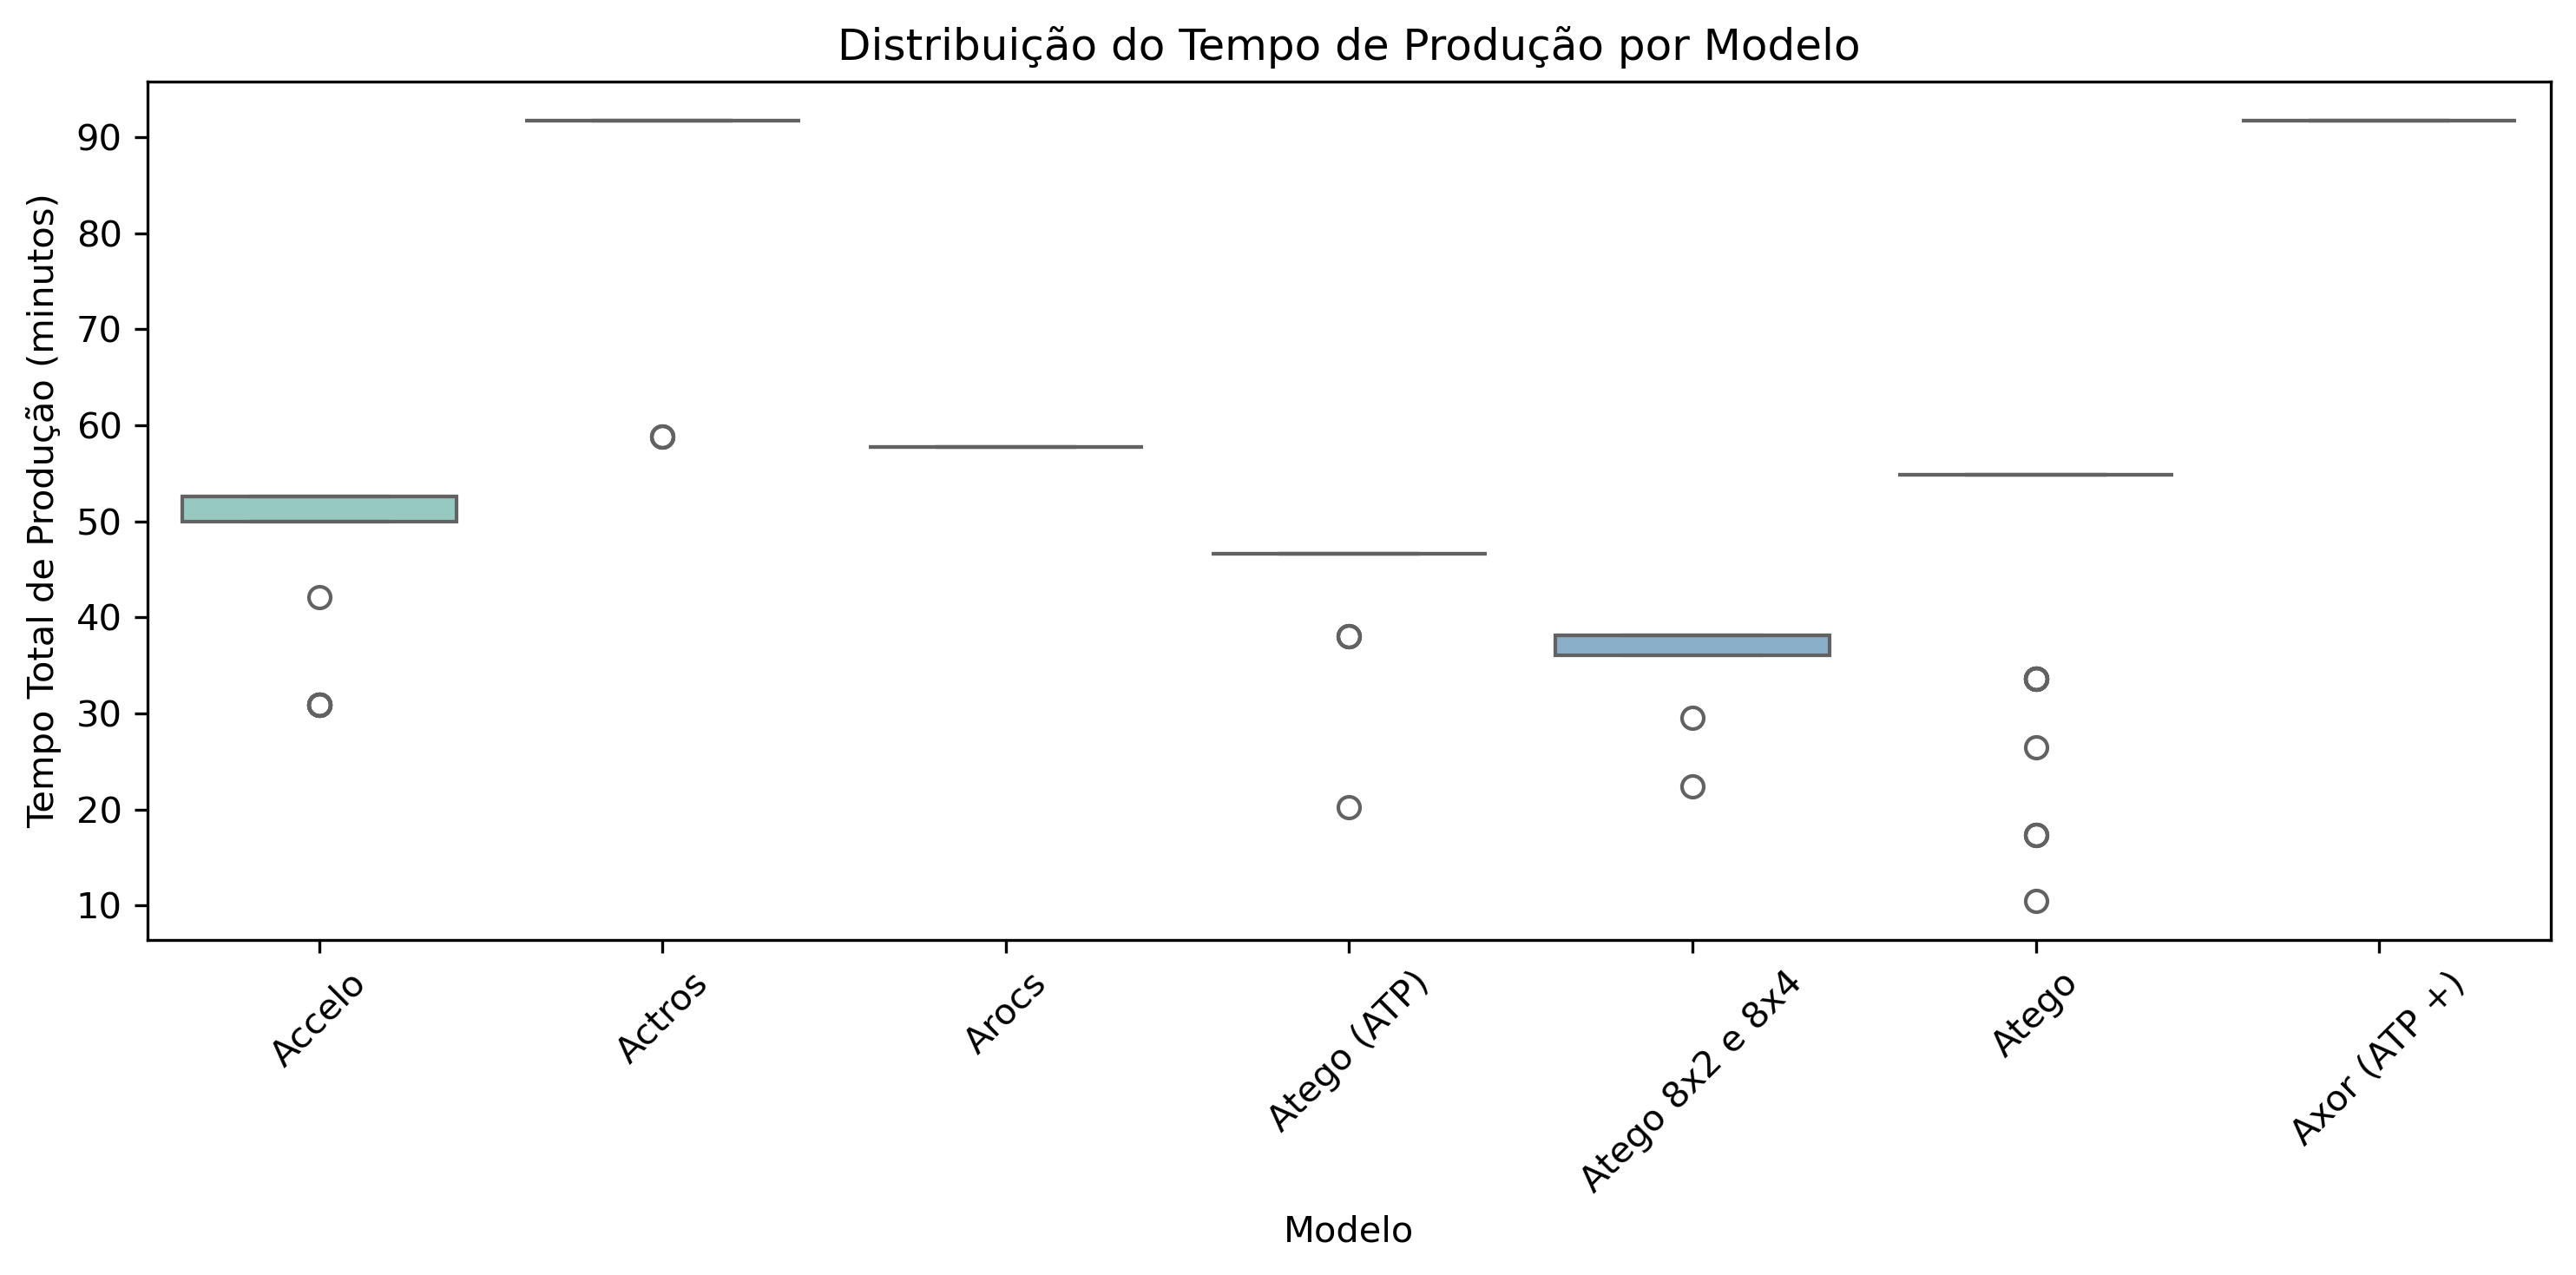 Distribuição do Tempo de Produção por Modelo
Tempo Total de Produção (minutos)
90
80
70
60
50
40
30
20
10
Accelo
Actros
Arocs
Atego (ATP)
Atego 8x2 e 8x4
Atego
Axor (ATP +)
Modelo